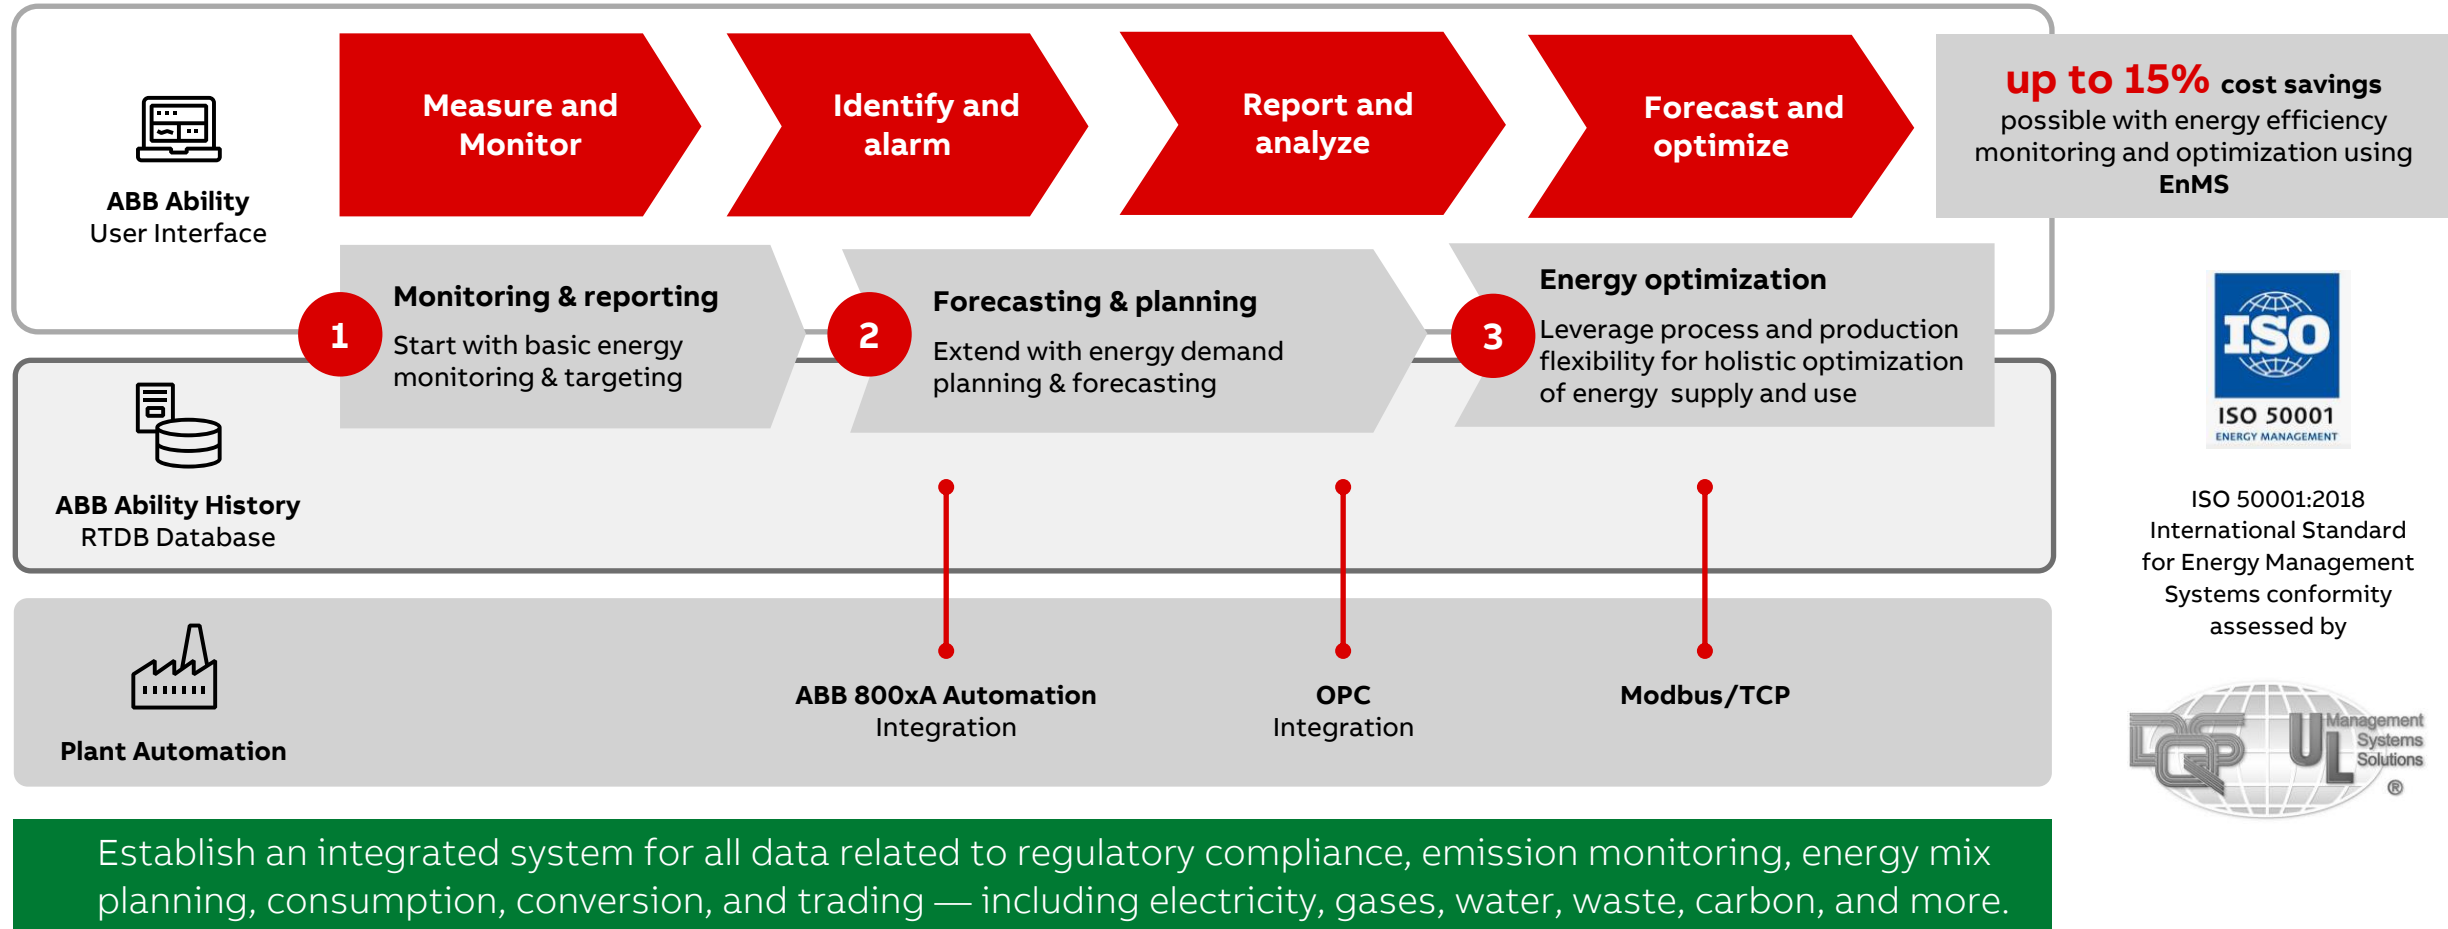 ABB Ability
User Interface
Measure and
Monitor
Identify and
alarm
Report and
analyze
Forecast and
optimize
up to 15% cost savings
possible with energy efficiency
monitoring and optimization using
EnMS
1
Monitoring & reporting
Start with basic energy
monitoring & targeting
2
Forecasting & planning
Extend with energy demand
planning & forecasting
3
Energy optimization
Leverage process and production
flexibility for holistic optimization
of energy supply and use
ABB Ability History
RTDB Database
Plant Automation
ABB 800xA Automation
Integration
OPC
Integration
Modbus/TCP
ISO
ISO 50001
ENERGY MANAGEMENT
ISO 50001:2018
International Standard
for Energy Management
Systems conformity
assessed by
DQS
UL
Management
Systems
Solutions
®
Establish an integrated system for all data related to regulatory compliance, emission monitoring, energy mix
planning, consumption, conversion, and trading — including electricity, gases, water, waste, carbon, and more.